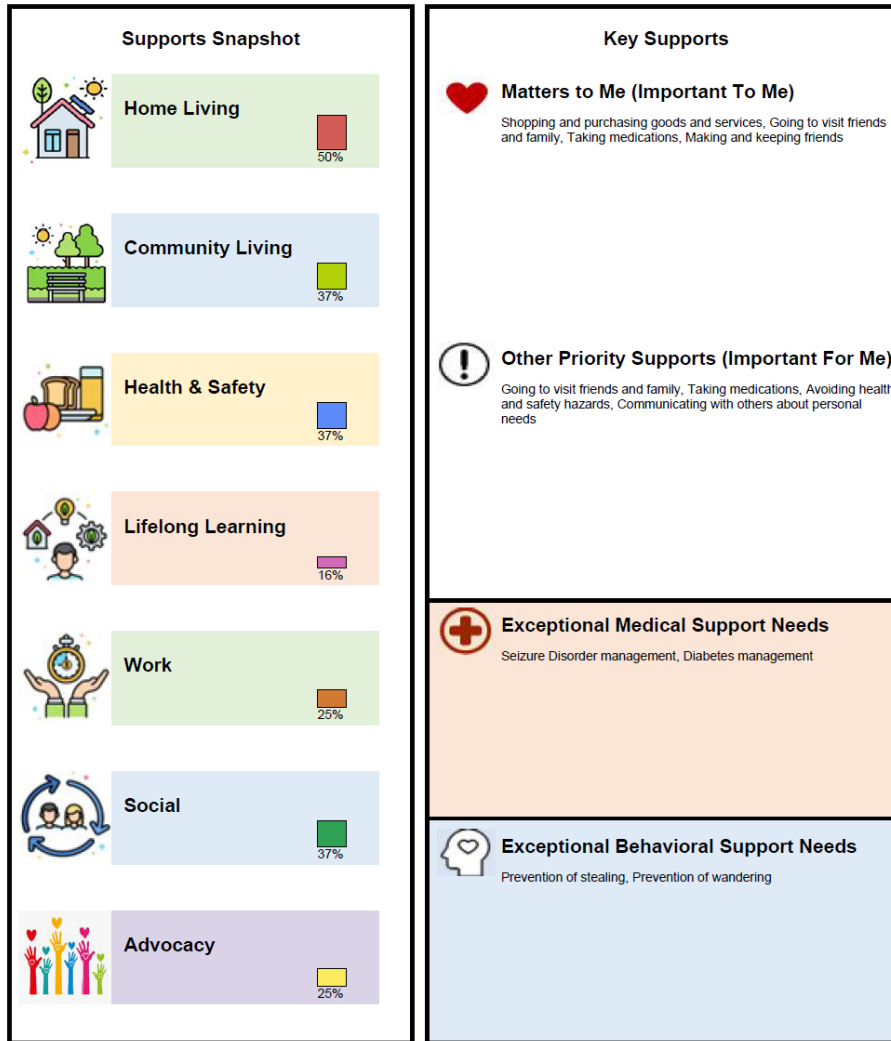 Supports Snapshot
Home Living
50%
Community Living
37%
Health & Safety
37%
Lifelong Learning
16%
Work
25%
Social
37%
Advocacy
25%
Key Supports
Matters to Me (Important To Me)
Shopping and purchasing goods and services, Going to visit friends
and family, Taking medications, Making and keeping friends
Other Priority Supports (Important For Me)
Going to visit friends and family, Taking medications, Avoiding health
and safety hazards, Communicating with others about personal
needs
Exceptional Medical Support Needs
Seizure Disorder management, Diabetes management
Exceptional Behavioral Support Needs
Prevention of stealing, Prevention of wandering